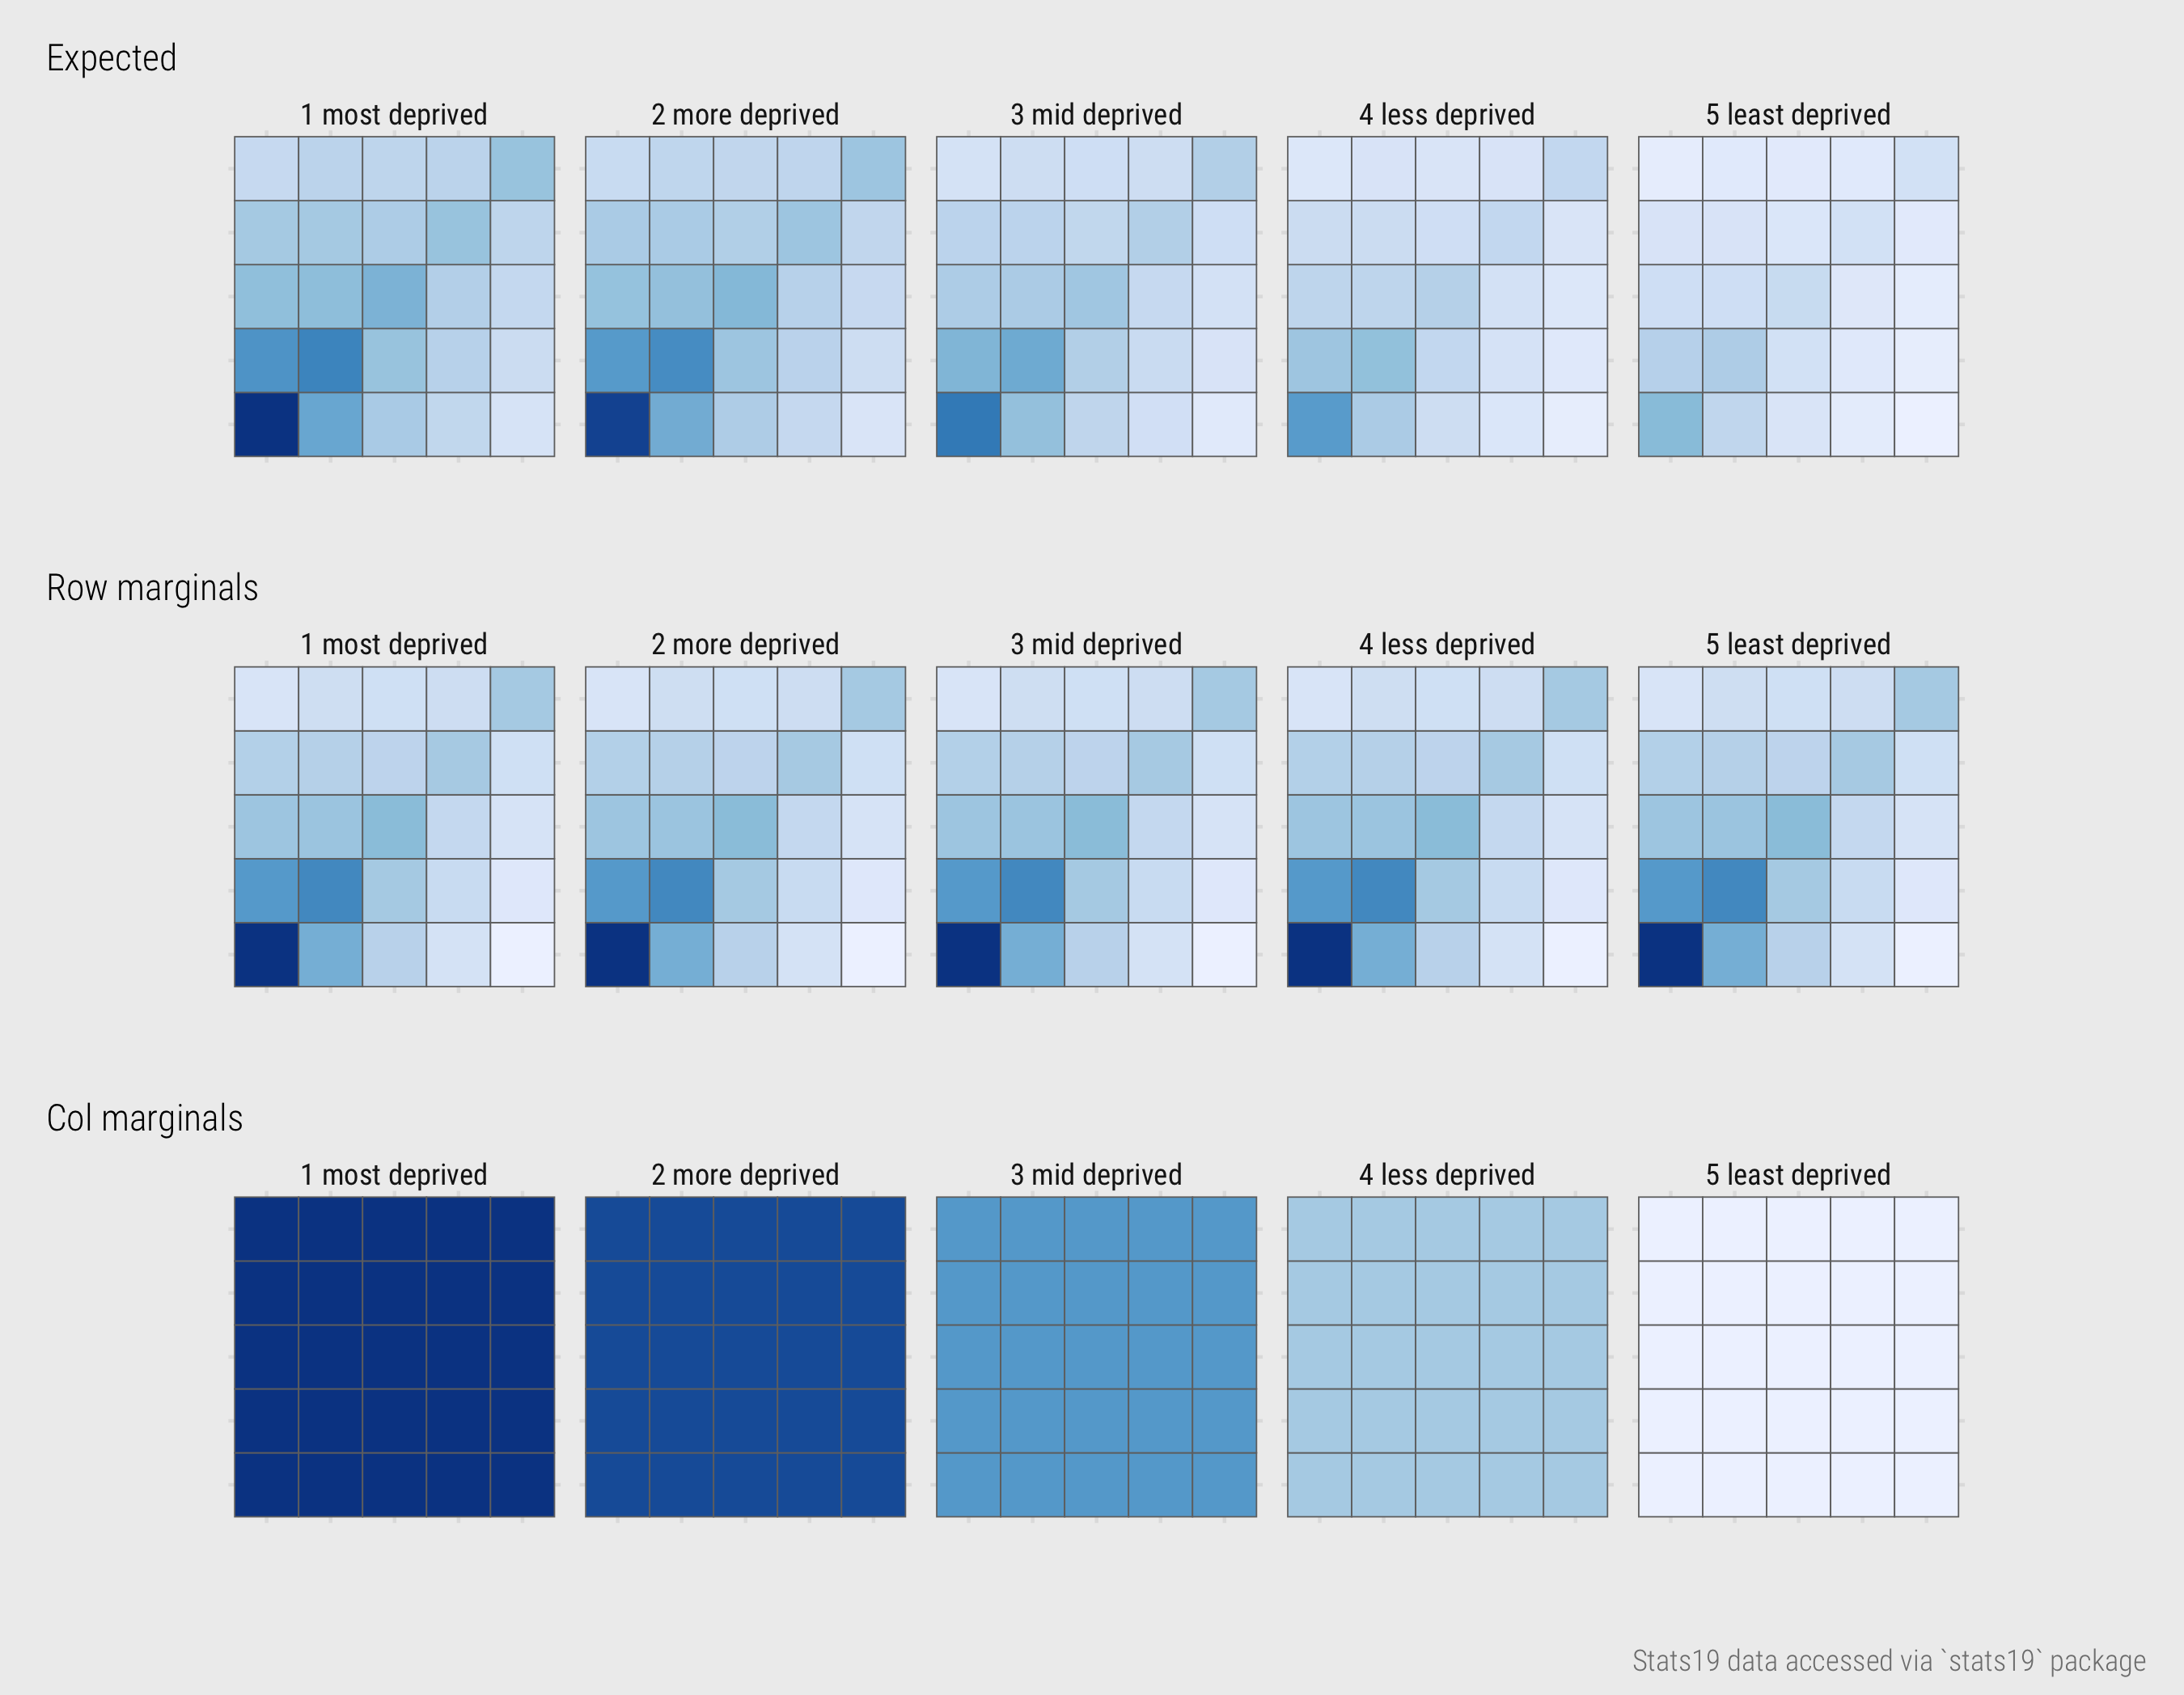 Expected
1 most deprived 2 more deprived 3 mid deprived 4 less deprived 5 least deprived
Row marginals
1 most deprived 2 more deprived 3 mid deprived 4 less deprived 5 least deprived
Col marginals
1 most deprived 2 more deprived 3 mid deprived 4 less deprived 5 least deprived
Stats19 data accessed via `stats19` package